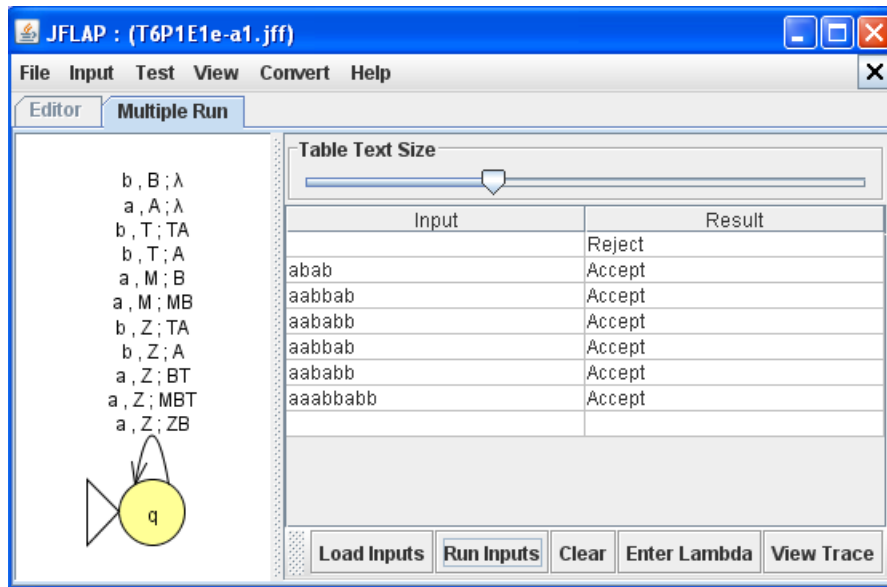 JFLAP : (T6P1E1e-a1.jff)
File Input Test View Convert Help
Editor Multiple Run
b , B ; λ
a , A ; λ
b , T ; TA
b , T ; A
a , M ; B
a , M ; MB
b , Z ; TA
b , Z ; A
a , Z ; BT
a , Z ; MBT
a , Z ; ZB
q
Table Text Size
Input Result
Reject
abab Accept
aabbab Accept
aababb Accept
aabbab Accept
aababb Accept
aaabbabb Accept
Load Inputs Run Inputs Clear Enter Lambda View Trace